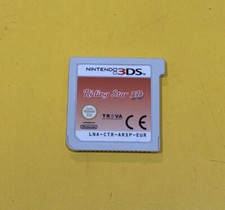 NINTENDO 3DS
Riding Star 3D
TREVA
CE
LNA-CTR-ARSP-EUR